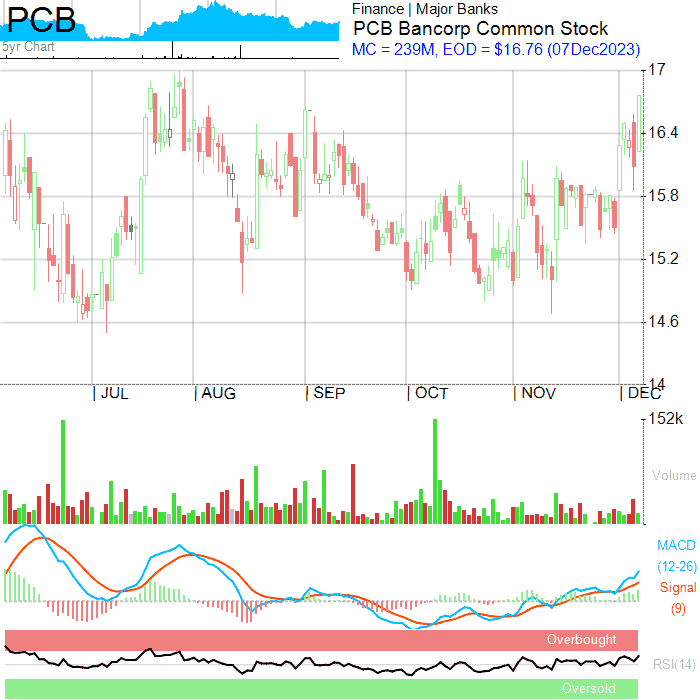 PCB
5yr Chart
Finance | Major Banks
PCB Bancorp Common Stock
MC = 239M, EOD = $16.76 (07Dec2023)
17
16.4
15.8
15.2
14.6
14
| JUL | AUG | SEP | OCT | NOV | DEC
152k
Volume
MACD
(12-26)
Signal
(9)
Overbought
RSI(14)
Oversold